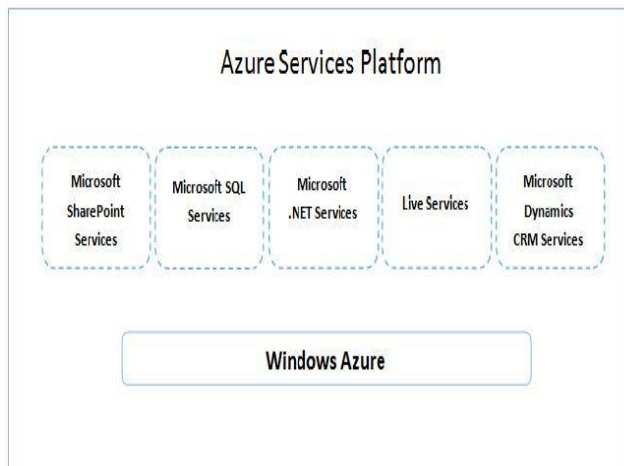 Azure Services Platform
Microsoft
SharePoint
Services
Microsoft SQL
Services
Microsoft
.NET Services
Live Services
Microsoft
Dynamics
CRM Services
Windows Azure